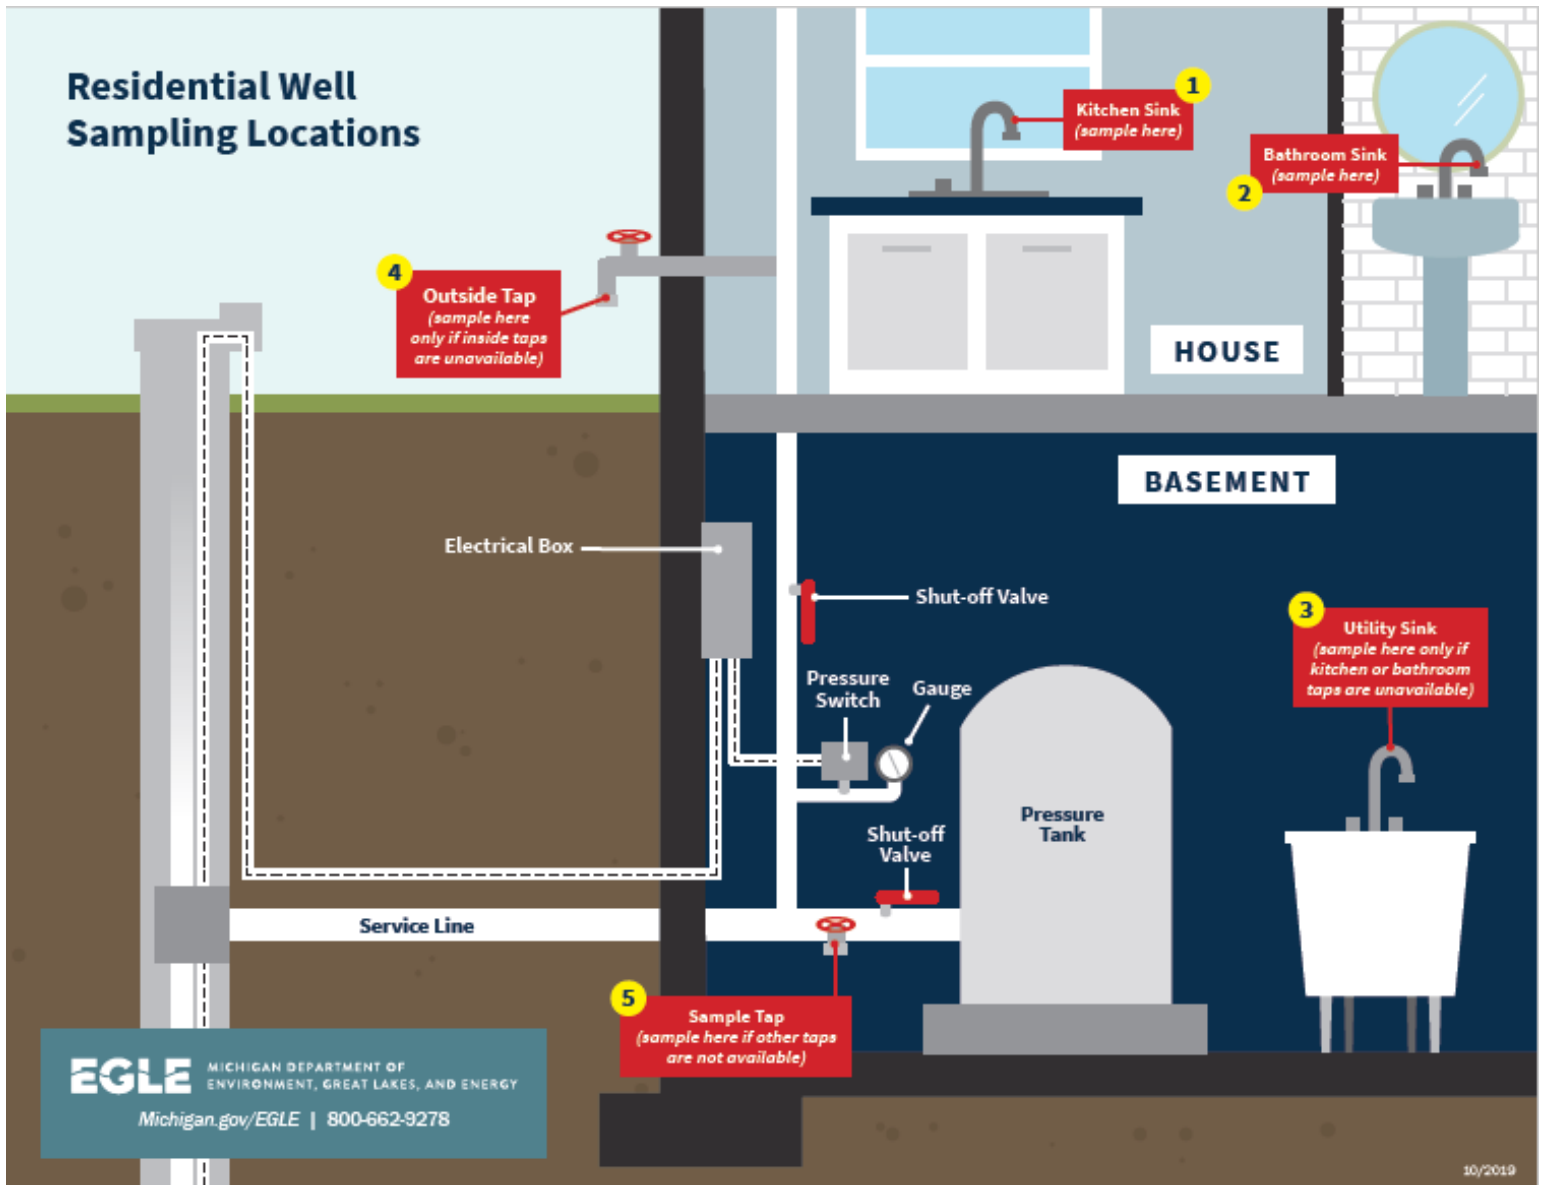 Residential Well
Sampling Locations
1
Kitchen Sink
(sample here)
Bathroom Sink
(sample here)
2
4
Outside Tap
(sample here
only if inside taps
are unavailable)
HOUSE
BASEMENT
Electrical Box
Shut-off Valve
3
Utility Sink
(sample here only if
kitchen or bathroom
taps are unavailable)
Pressure
Switch
Gauge
Pressure
Tank
Shut-off
Valve
Service Line
5
Sample Tap
(sample here if other taps
are not available)
EGLE
MICHIGAN DEPARTMENT OF
ENVIRONMENT, GREAT LAKES, AND ENERGY
Michigan.gov/EGLE | 800-662-9278
10/2019